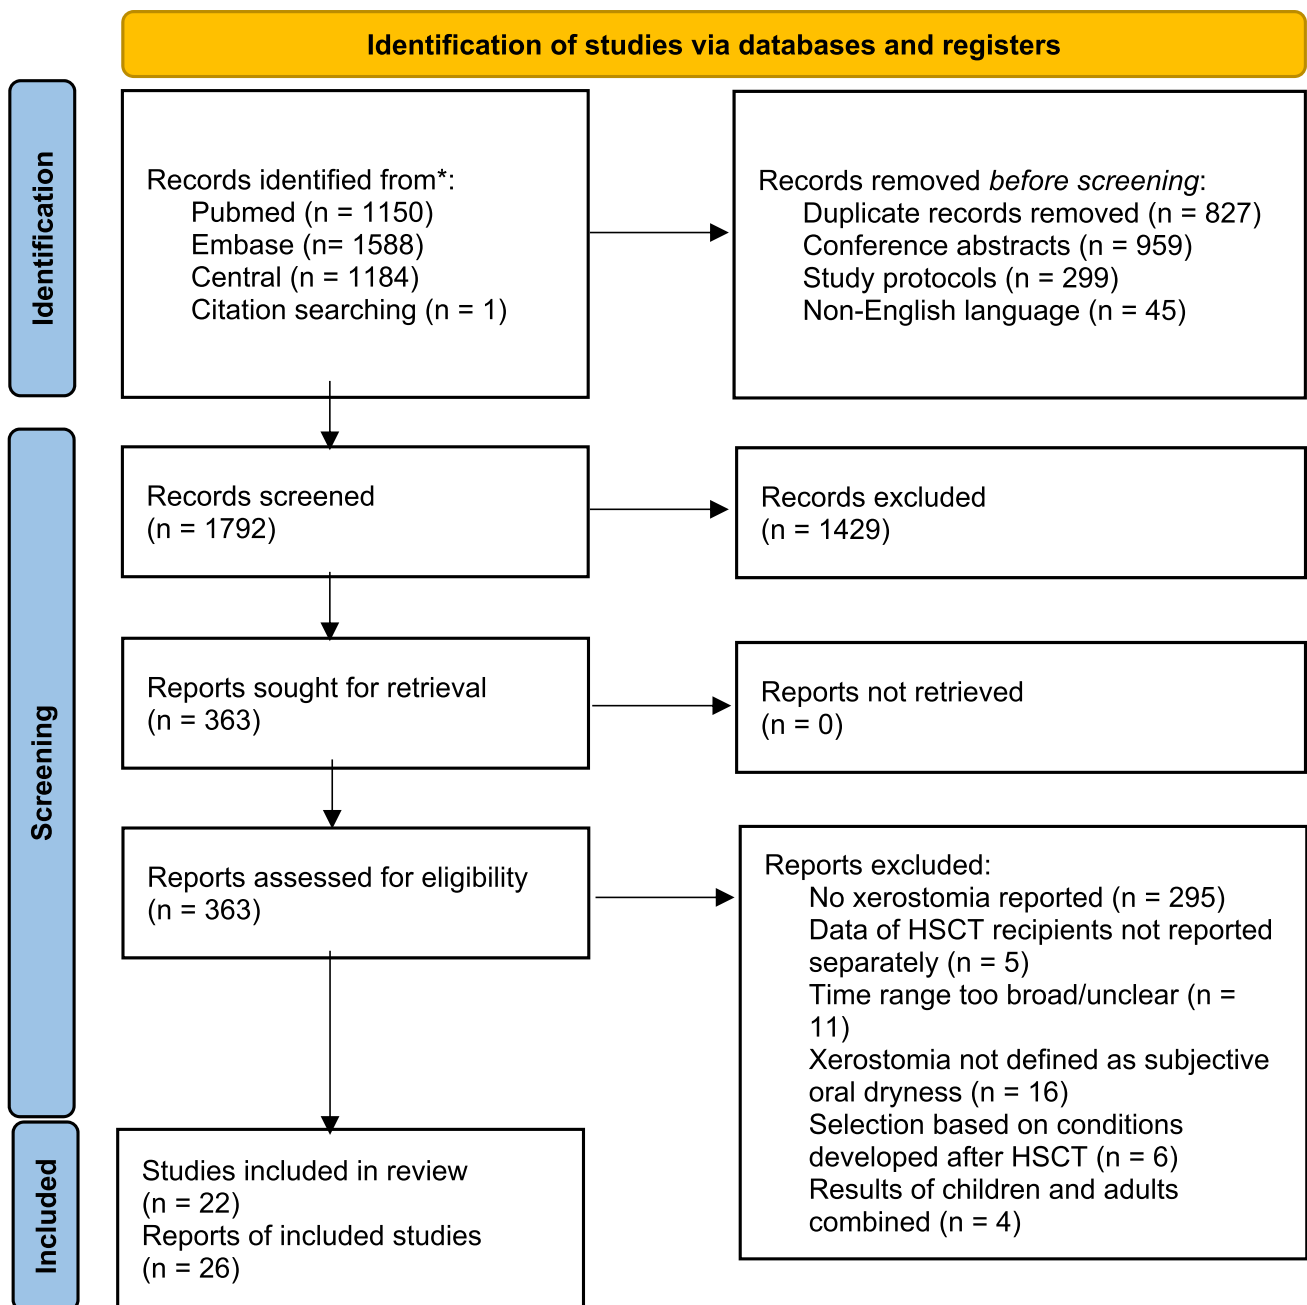 Identification of studies via databases and registers
Identification
Records identified from*:
Pubmed (n = 1150)
Embase (n= 1588)
Central (n = 1184)
Citation searching (n = 1)
Records removed before screening:
Duplicate records removed (n = 827)
Conference abstracts (n = 959)
Study protocols (n = 299)
Non-English language (n = 45)
Screening
Records screened
(n = 1792)
Records excluded
(n = 1429)
Reports sought for retrieval
(n = 363)
Reports not retrieved
(n = 0)
Reports assessed for eligibility
(n = 363)
Reports excluded:
No xerostomia reported (n = 295)
Data of HSCT recipients not reported
separately (n = 5)
Time range too broad/unclear (n =
11)
Xerostomia not defined as subjective
oral dryness (n = 16)
Selection based on conditions
developed after HSCT (n = 6)
Results of children and adults
combined (n = 4)
Included
Studies included in review
(n = 22)
Reports of included studies
(n = 26)